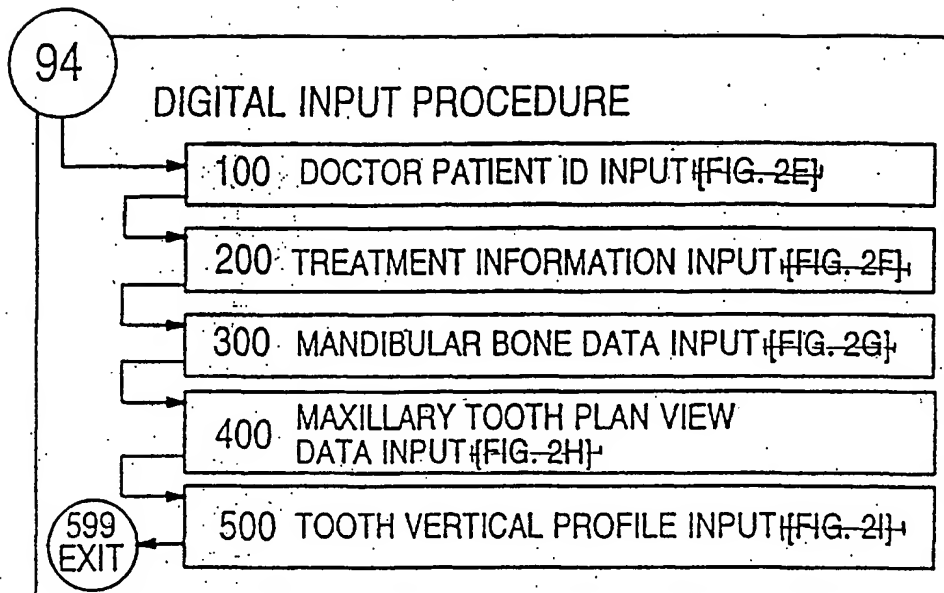 94
DIGITAL INPUT PROCEDURE
100 DOCTOR PATIENT ID INPUT [FIG. 2E]
200 TREATMENT INFORMATION INPUT [FIG. 2F]
300 MANDIBULAR BONE DATA INPUT [FIG. 2G]
400 MAXILLARY TOOTH PLAN VIEW
DATA INPUT [FIG. 2H]
500 TOOTH VERTICAL PROFILE INPUT [FIG. 2I]
599
EXIT